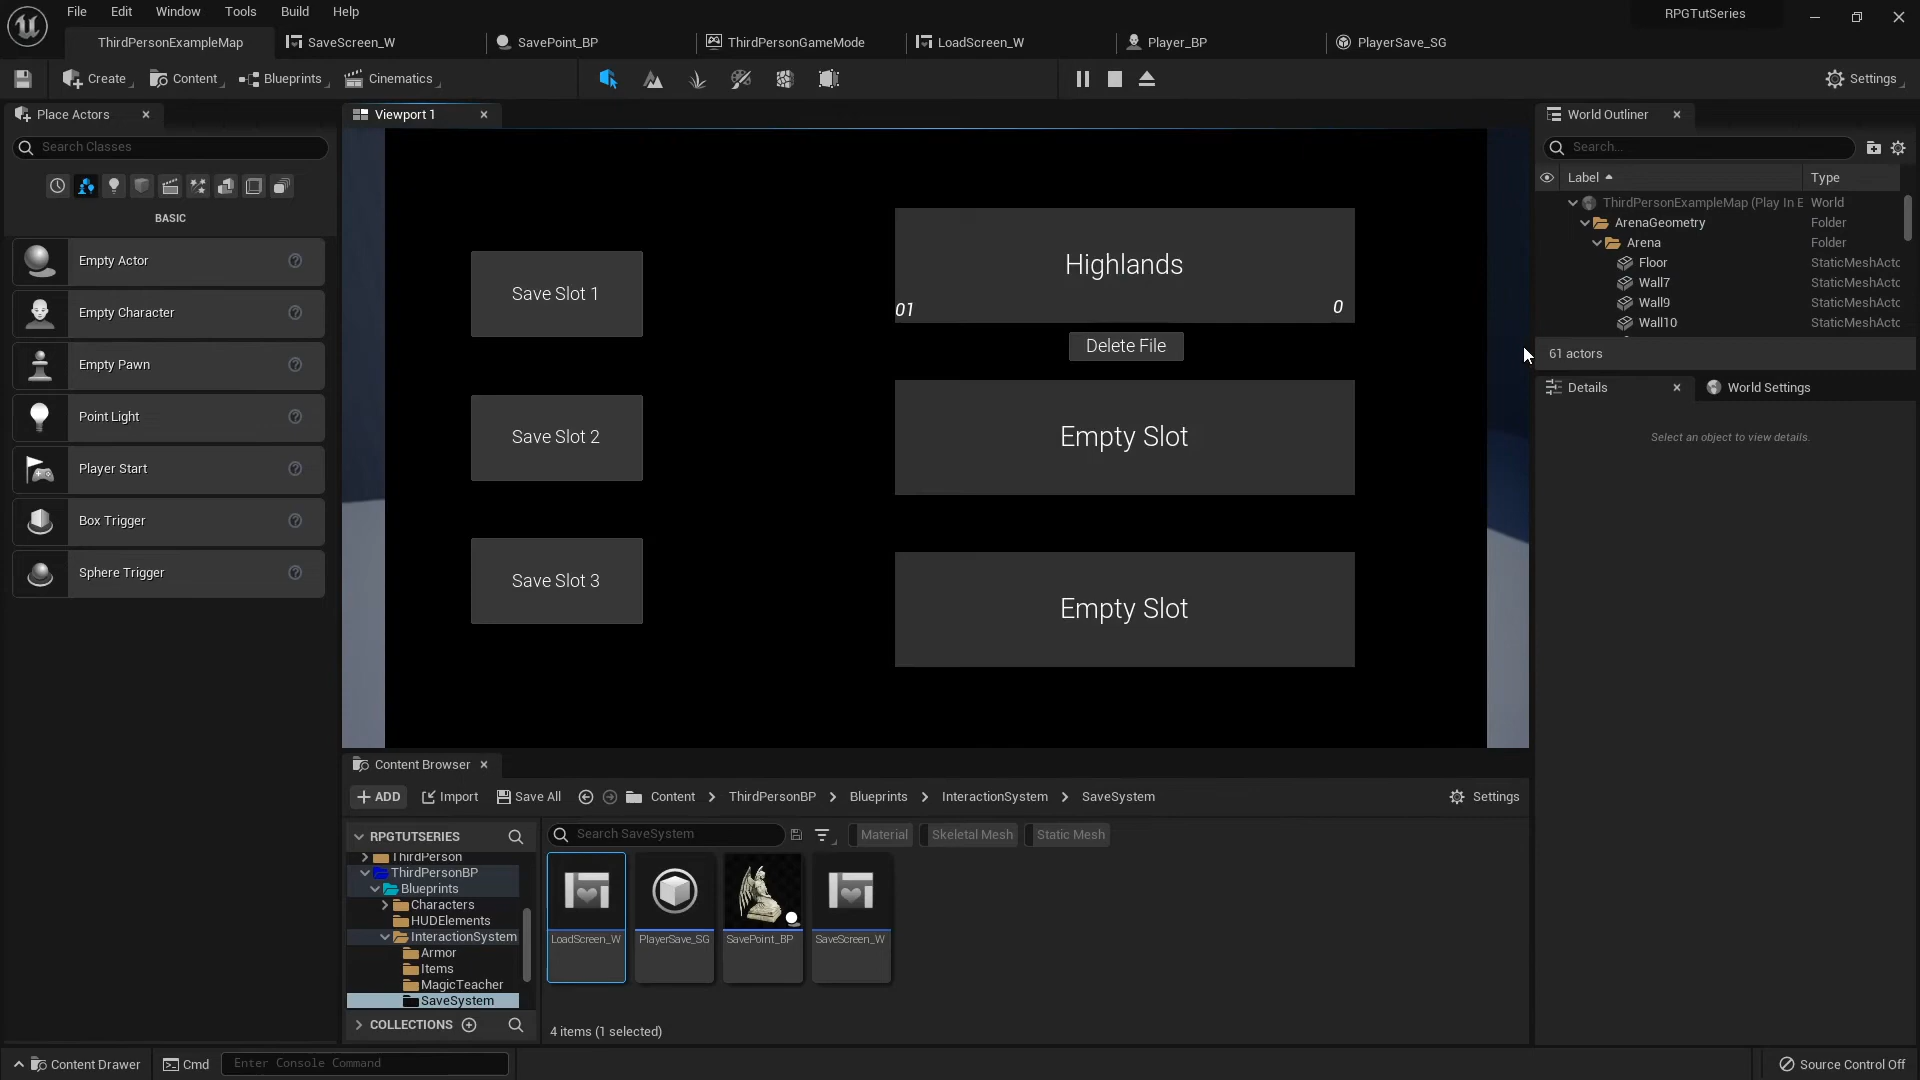 File Edit Window Tools Build Help
RPGTutSeries
ThirdPersonExampleMap SaveScreen_W SavePoint_BP ThirdPersonGameMode LoadScreen_W Player_BP PlayerSave_SG
Create Content Blueprints Cinematics Settings
Place Actors
Search Classes
BASIC
Empty Actor
Empty Character
Empty Pawn
Point Light
Player Start
Box Trigger
Sphere Trigger
Viewport 1
Save Slot 1
Save Slot 2
Save Slot 3
Highlands
01 0
Delete File
Empty Slot
Empty Slot
World Outliner
Search...
Label Type
ThirdPersonExampleMap (Play In E World
ArenaGeometry Folder
Arena Folder
Floor StaticMeshActo
Wall7 StaticMeshActo
Wall9 StaticMeshActo
Wall10 StaticMeshActo
61 actors
Details World Settings
Select an object to view details.
Content Browser
ADD Import Save All Content ThirdPersonBP Blueprints InteractionSystem SaveSystem Settings
RPGTUTSERIES
ThirdPerson
ThirdPersonBP
Blueprints
Characters
HUDElements
InteractionSystem
Armor
Items
MagicTeacher
SaveSystem
COLLECTIONS
Search SaveSystem Material Skeletal Mesh Static Mesh
LoadScreen_W PlayerSave_SG SavePoint_BP SaveScreen_W
4 items (1 selected)
Content Drawer Cmd Enter Console Command Source Control Off